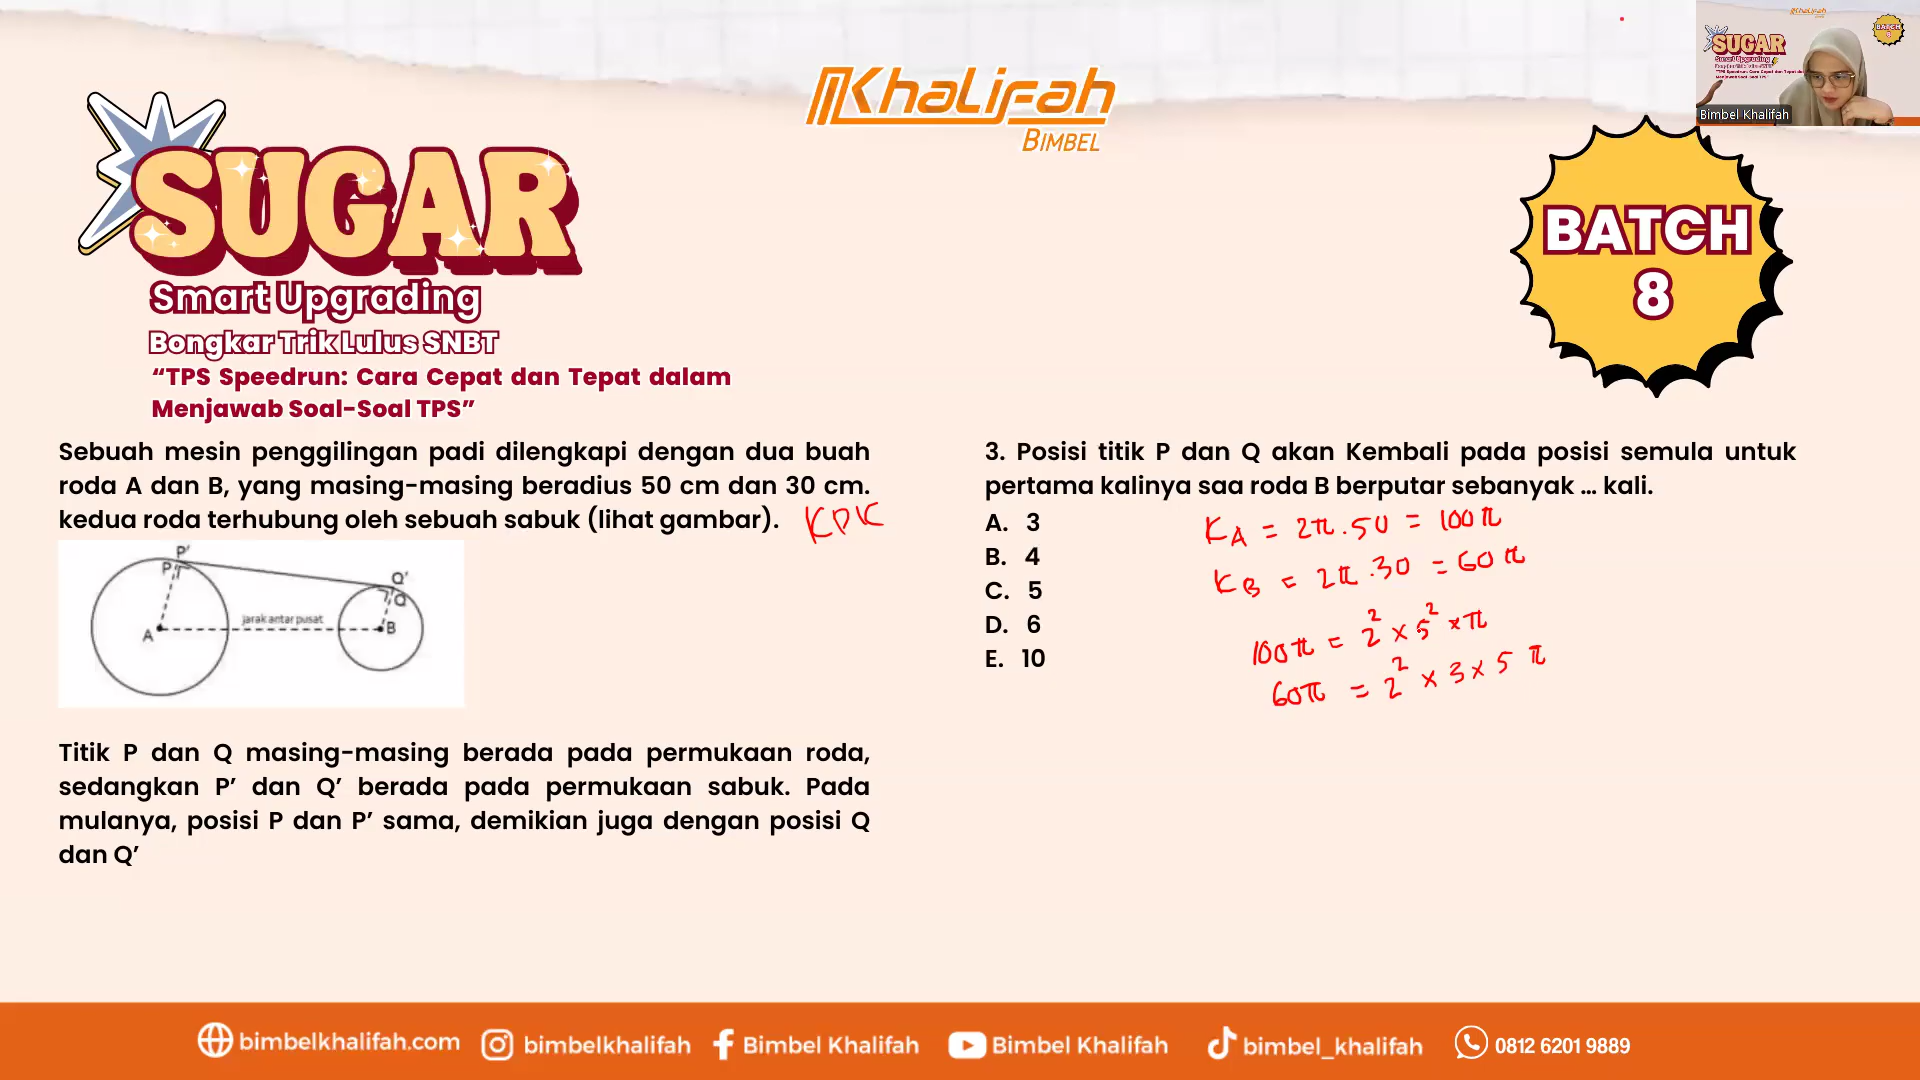 Khalifah
BIMBEL
SUGAR
Smart Upgrading
Bongkar Trik Lulus SNBT
“TPS Speedrun: Cara Cepat dan Tepat dalam
Menjawab Soal-Soal TPS”
BATCH
8
SUGAR
Smart Upgrading
Bimbel Khalifah
Sebuah mesin penggilingan padi dilengkapi dengan dua buah
roda A dan B, yang masing-masing beradius 50 cm dan 30 cm.
kedua roda terhubung oleh sebuah sabuk (lihat gambar).
KPK
P'
P
Q'
Q
jarak antar pusat
A
B
Titik P dan Q masing-masing berada pada permukaan roda,
sedangkan P’ dan Q’ berada pada permukaan sabuk. Pada
mulanya, posisi P dan P’ sama, demikian juga dengan posisi Q
dan Q’
3. Posisi titik P dan Q akan Kembali pada posisi semula untuk
pertama kalinya saa roda B berputar sebanyak ... kali.
A. 3
B. 4
C. 5
D. 6
E. 10
K_A = 2π . 50 = 100π
K_B = 2π . 30 = 60π
100π = 2² × 5² × π
60π = 2² × 3 × 5 π
bimbelkhalifah.com bimbelkhalifah Bimbel Khalifah Bimbel Khalifah bimbel_khalifah 0812 6201 9889